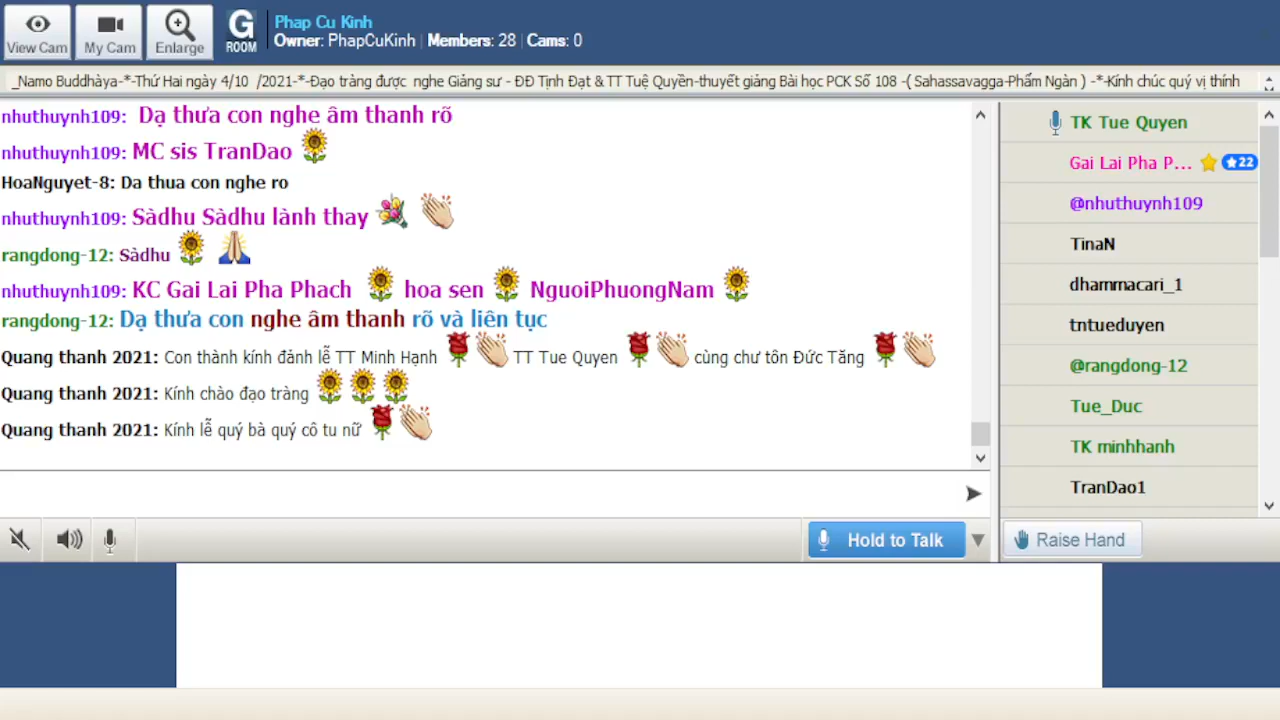 View Cam
My Cam
Enlarge
G
ROOM
Phap Cu Kinh
Owner: PhapCuKinh | Members: 28 | Cams: 0
_Namo Buddhàya-*-Thứ Hai ngày 4/10 /2021-*-Đạo tràng được nghe Giảng sư - ĐĐ Tịnh Đạt & TT Tuệ Quyền-thuyết giảng Bài học PCK Số 108 -( Sahassavagga-Phẩm Ngàn ) -*-Kính chúc quý vị thính
nhuthuynh109: Dạ thưa con nghe âm thanh rõ
nhuthuynh109: MC sis TranDao
HoaNguyet-8: Da thua con nghe ro
nhuthuynh109: Sàdhu Sàdhu lành thay
rangdong-12: Sàdhu
nhuthuynh109: KC Gai Lai Pha Phach hoa sen NguoiPhuongNam
rangdong-12: Dạ thưa con nghe âm thanh rõ và liên tục
Quang thanh 2021: Con thành kính đảnh lễ TT Minh Hạnh TT Tue Quyen cùng chư tôn Đức Tăng
Quang thanh 2021: Kính chào đạo tràng
Quang thanh 2021: Kính lễ quý bà quý cô tu nữ
TK Tue Quyen
Gai Lai Pha P... 22
@nhuthuynh109
TinaN
dhammacari_1
tntueduyen
@rangdong-12
Tue_Duc
TK minhhanh
TranDao1
Hold to Talk
Raise Hand